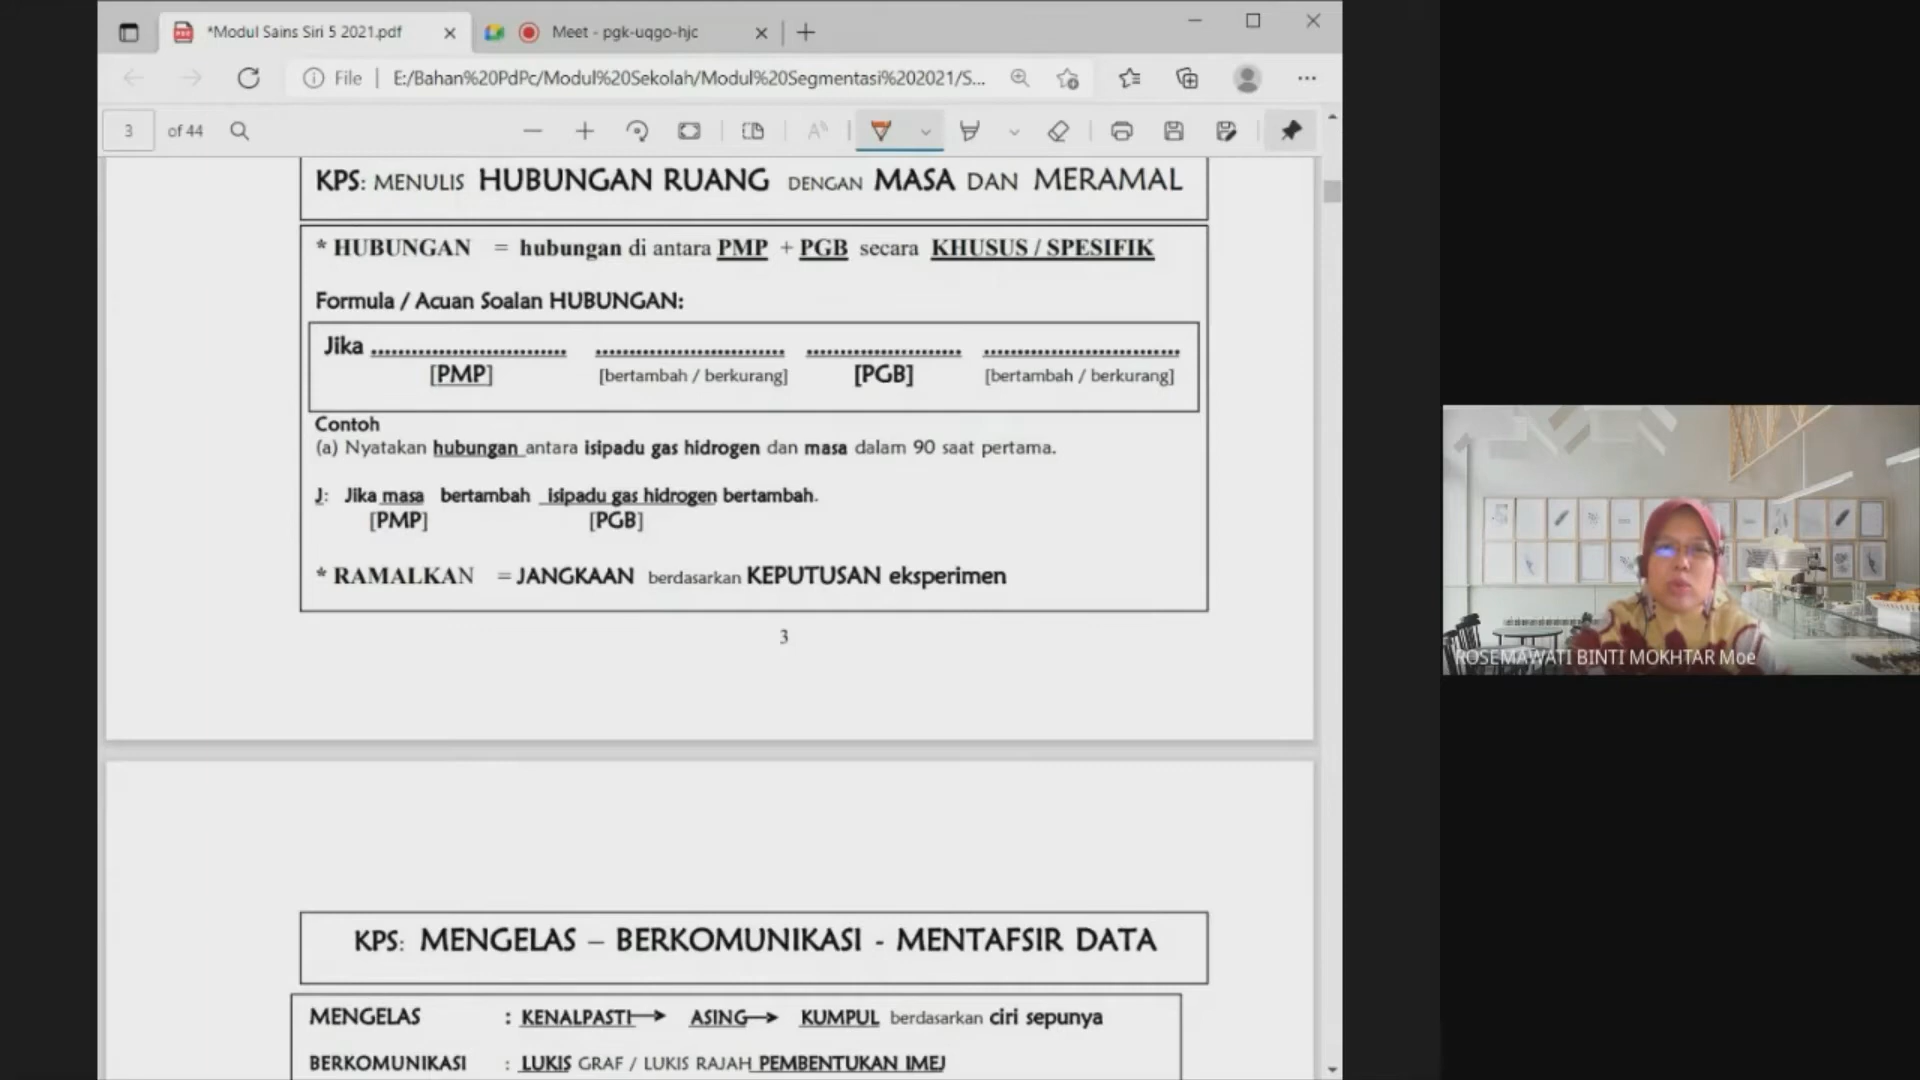 *Modul Sains Siri 5 2021.pdf
Meet - pgk-uqgo-hjc
File
E:/Bahan%20PdPc/Modul%20Sekolah/Modul%20Segmentasi%202021/S...
3 of 44
KPS: MENULIS HUBUNGAN RUANG DENGAN MASA DAN MERAMAL
* HUBUNGAN = hubungan di antara PMP + PGB secara KHUSUS / SPESIFIK
Formula / Acuan Soalan HUBUNGAN:
Jika ............................ ............................ ...................... ............................
[PMP] [bertambah / berkurang] [PGB] [bertambah / berkurang]
Contoh
(a) Nyatakan hubungan antara isipadu gas hidrogen dan masa dalam 90 saat pertama.
J: Jika masa bertambah isipadu gas hidrogen bertambah.
[PMP] [PGB]
* RAMALKAN = JANGKAAN berdasarkan KEPUTUSAN eksperimen
3
KPS: MENGELAS – BERKOMUNIKASI - MENTAFSIR DATA
MENGELAS : KENALPASTI → ASING → KUMPUL berdasarkan ciri sepunya
BERKOMUNIKASI : LUKIS GRAF / LUKIS RAJAH PEMBENTUKAN IMEJ
ROSEMAWATI BINTI MOKHTAR Moe